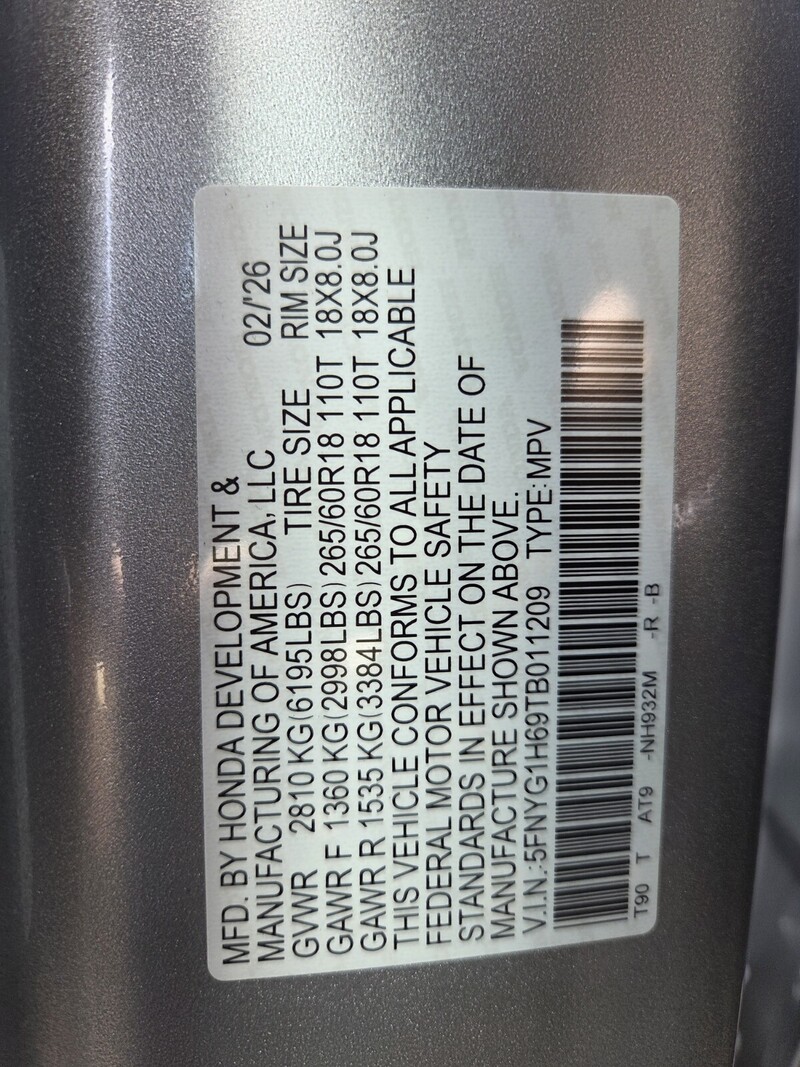 MFD. BY HONDA DEVELOPMENT &
MANUFACTURING OF AMERICA, LLC 02/'26
GVWR 2810 KG (6195LBS) TIRE SIZE RIM SIZE
GAWR F 1360 KG (2998LBS) 265/60R18 110T 18X8.0J
GAWR R 1535 KG (3384LBS) 265/60R18 110T 18X8.0J
THIS VEHICLE CONFORMS TO ALL APPLICABLE
FEDERAL MOTOR VEHICLE SAFETY
STANDARDS IN EFFECT ON THE DATE OF
MANUFACTURE SHOWN ABOVE.
V.I.N.:5FNYG1H69TB011209 TYPE:MPV
T90 T AT9 -NH932M -R -B